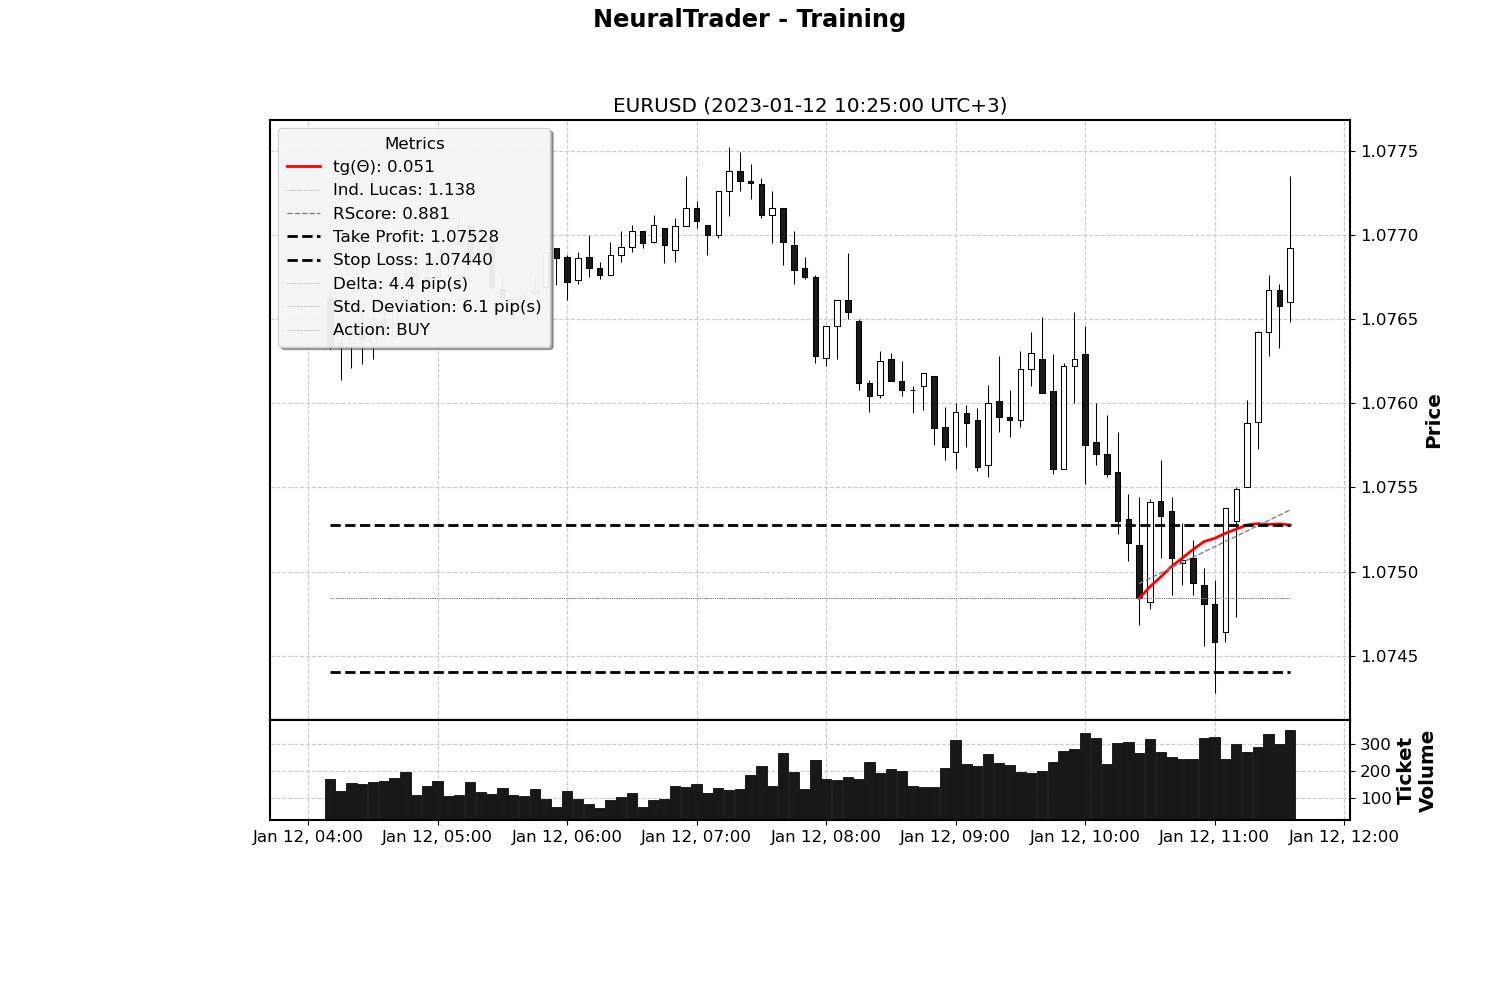 NeuralTrader - Training
EURUSD (2023-01-12 10:25:00 UTC+3)
Metrics
tg(Θ): 0.051
Ind. Lucas: 1.138
RScore: 0.881
Take Profit: 1.07528
Stop Loss: 1.07440
Delta: 4.4 pip(s)
Std. Deviation: 6.1 pip(s)
Action: BUY
1.0775
1.0770
1.0765
1.0760
1.0755
1.0750
1.0745
Price
300
200
100
Ticket
Volume
Jan 12, 04:00
Jan 12, 05:00
Jan 12, 06:00
Jan 12, 07:00
Jan 12, 08:00
Jan 12, 09:00
Jan 12, 10:00
Jan 12, 11:00
Jan 12, 12:00